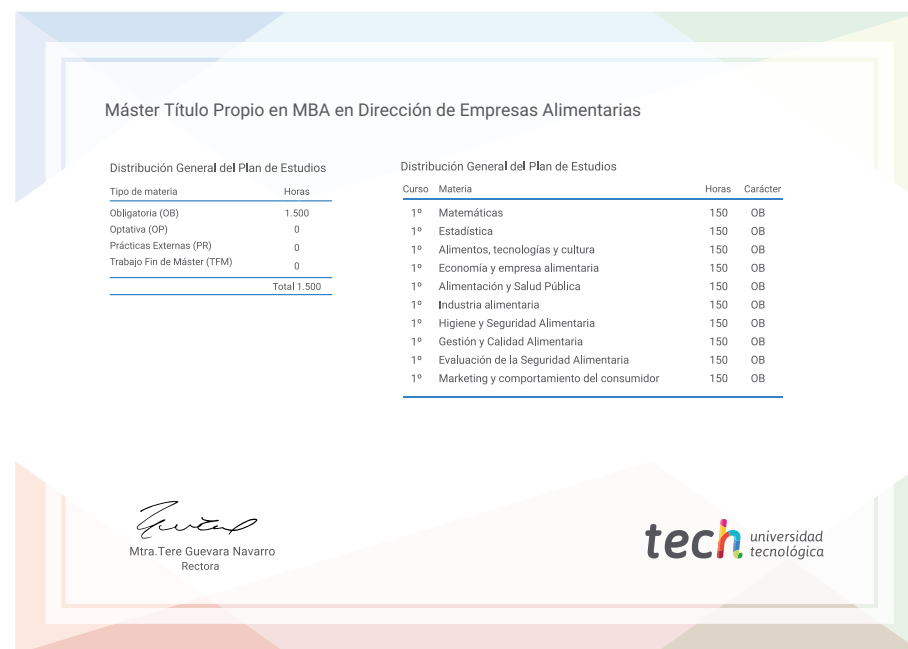 Máster Título Propio en MBA en Dirección de Empresas Alimentarias
Distribución General del Plan de Estudios
Tipo de materia Horas
Obligatoria (OB) 1.500
Optativa (OP) 0
Prácticas Externas (PR) 0
Trabajo Fin de Máster (TFM) 0
Total 1.500
Distribución General del Plan de Estudios
Curso Materia Horas Carácter
1º Matemáticas 150 OB
1º Estadística 150 OB
1º Alimentos, tecnologías y cultura 150 OB
1º Economía y empresa alimentaria 150 OB
1º Alimentación y Salud Pública 150 OB
1º Industria alimentaria 150 OB
1º Higiene y Seguridad Alimentaria 150 OB
1º Gestión y Calidad Alimentaria 150 OB
1º Evaluación de la Seguridad Alimentaria 150 OB
1º Marketing y comportamiento del consumidor 150 OB
Mtra.Tere Guevara Navarro
Rectora
tech universidad
tecnológica